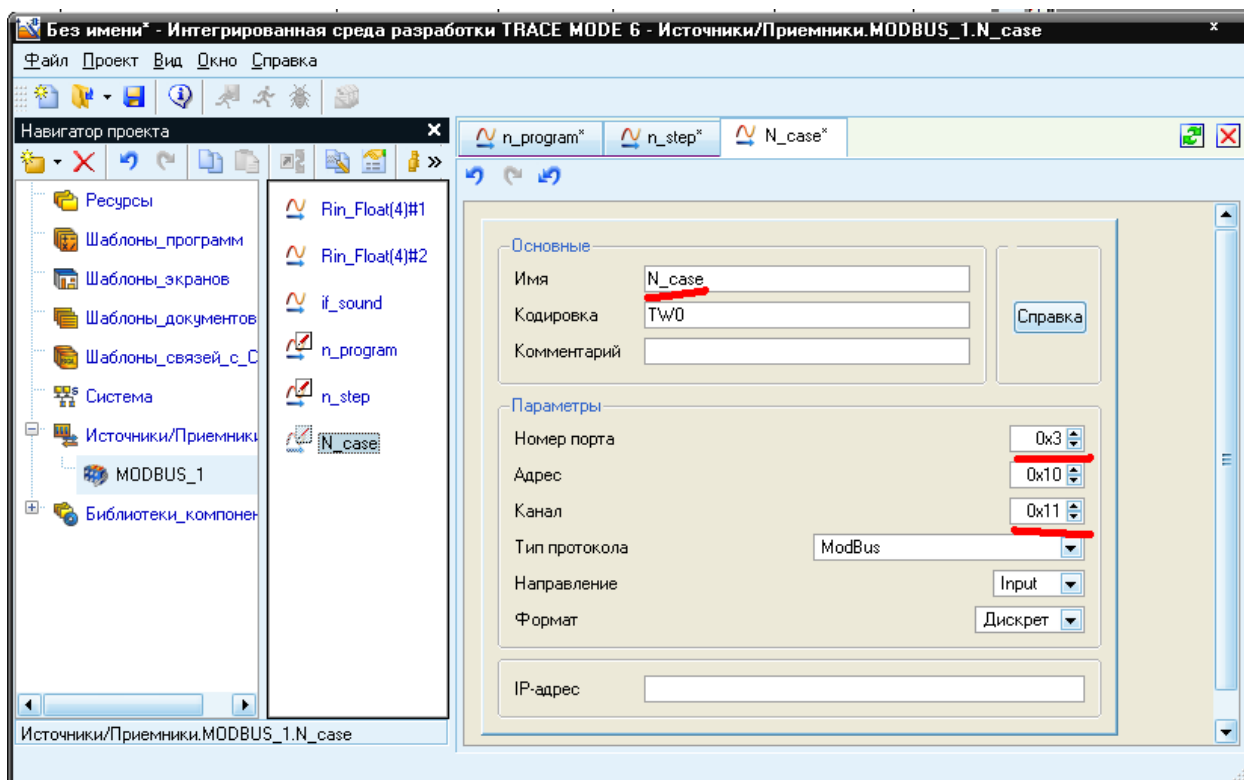 Без имени* - Интегрированная среда разработки TRACE MODE 6 - Источники/Приемники.MODBUS_1.N_case
x
Файл Проект Вид Окно Справка
Навигатор проекта
Ресурсы
Шаблоны_программ
Шаблоны_экранов
Шаблоны_документов
Шаблоны_связей_с_С
Система
Источники/Приемники
MODBUS_1
Библиотеки_компонен
Rin_Float(4)#1
Rin_Float(4)#2
if_sound
n_program
n_step
N_case
Источники/Приемники.MODBUS_1.N_case
n_program* n_step* N_case*
Основные
Имя N_case
Кодировка TW0
Комментарий
Справка
Параметры
Номер порта 0x3
Адрес 0x10
Канал 0x11
Тип протокола ModBus
Направление Input
Формат Дискрет
IP-адрес